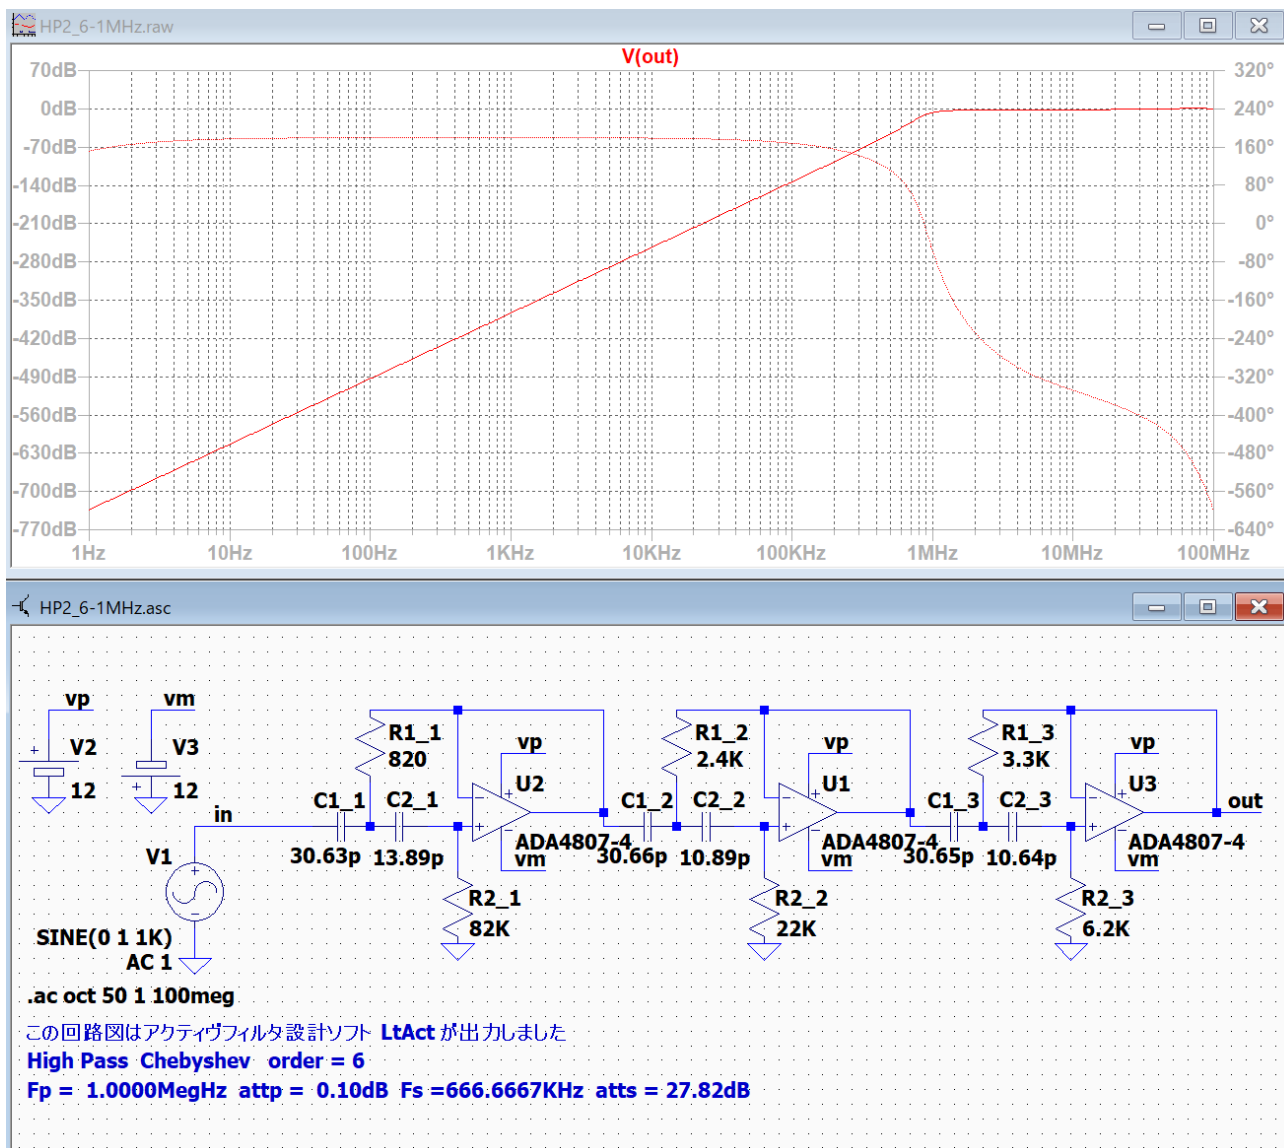 HP2_6-1MHz.raw
V(out)
70dB 320°
0dB 240°
-70dB 160°
-140dB 80°
-210dB 0°
-280dB -80°
-350dB -160°
-420dB -240°
-490dB -320°
-560dB -400°
-630dB -480°
-700dB -560°
-770dB -640°
1Hz 10Hz 100Hz 1KHz 10KHz 100KHz 1MHz 10MHz 100MHz
HP2_6-1MHz.asc
vp
V2
12
vm
V3
12
in
V1
SINE(0 1 1K)
AC 1
R1_1
820
C1_1
30.63p
C2_1
13.89p
vp
U2
ADA4807-4
vm
R2_1
82K
R1_2
2.4K
C1_2
30.66p
C2_2
10.89p
vp
U1
ADA4807-4
vm
R2_2
22K
R1_3
3.3K
C1_3
30.65p
C2_3
10.64p
vp
U3
ADA4807-4
vm
R2_3
6.2K
out
.ac oct 50 1 100meg
この回路図はアクティヴフィルタ設計ソフト LtAct が出力しました
High Pass Chebyshev order = 6
Fp = 1.0000MegHz attp = 0.10dB Fs =666.6667KHz atts = 27.82dB